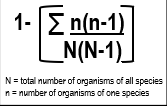 1- [ Σ n(n-1)
N(N-1) ]
N = total number of organisms of all species
n = number of organisms of one species